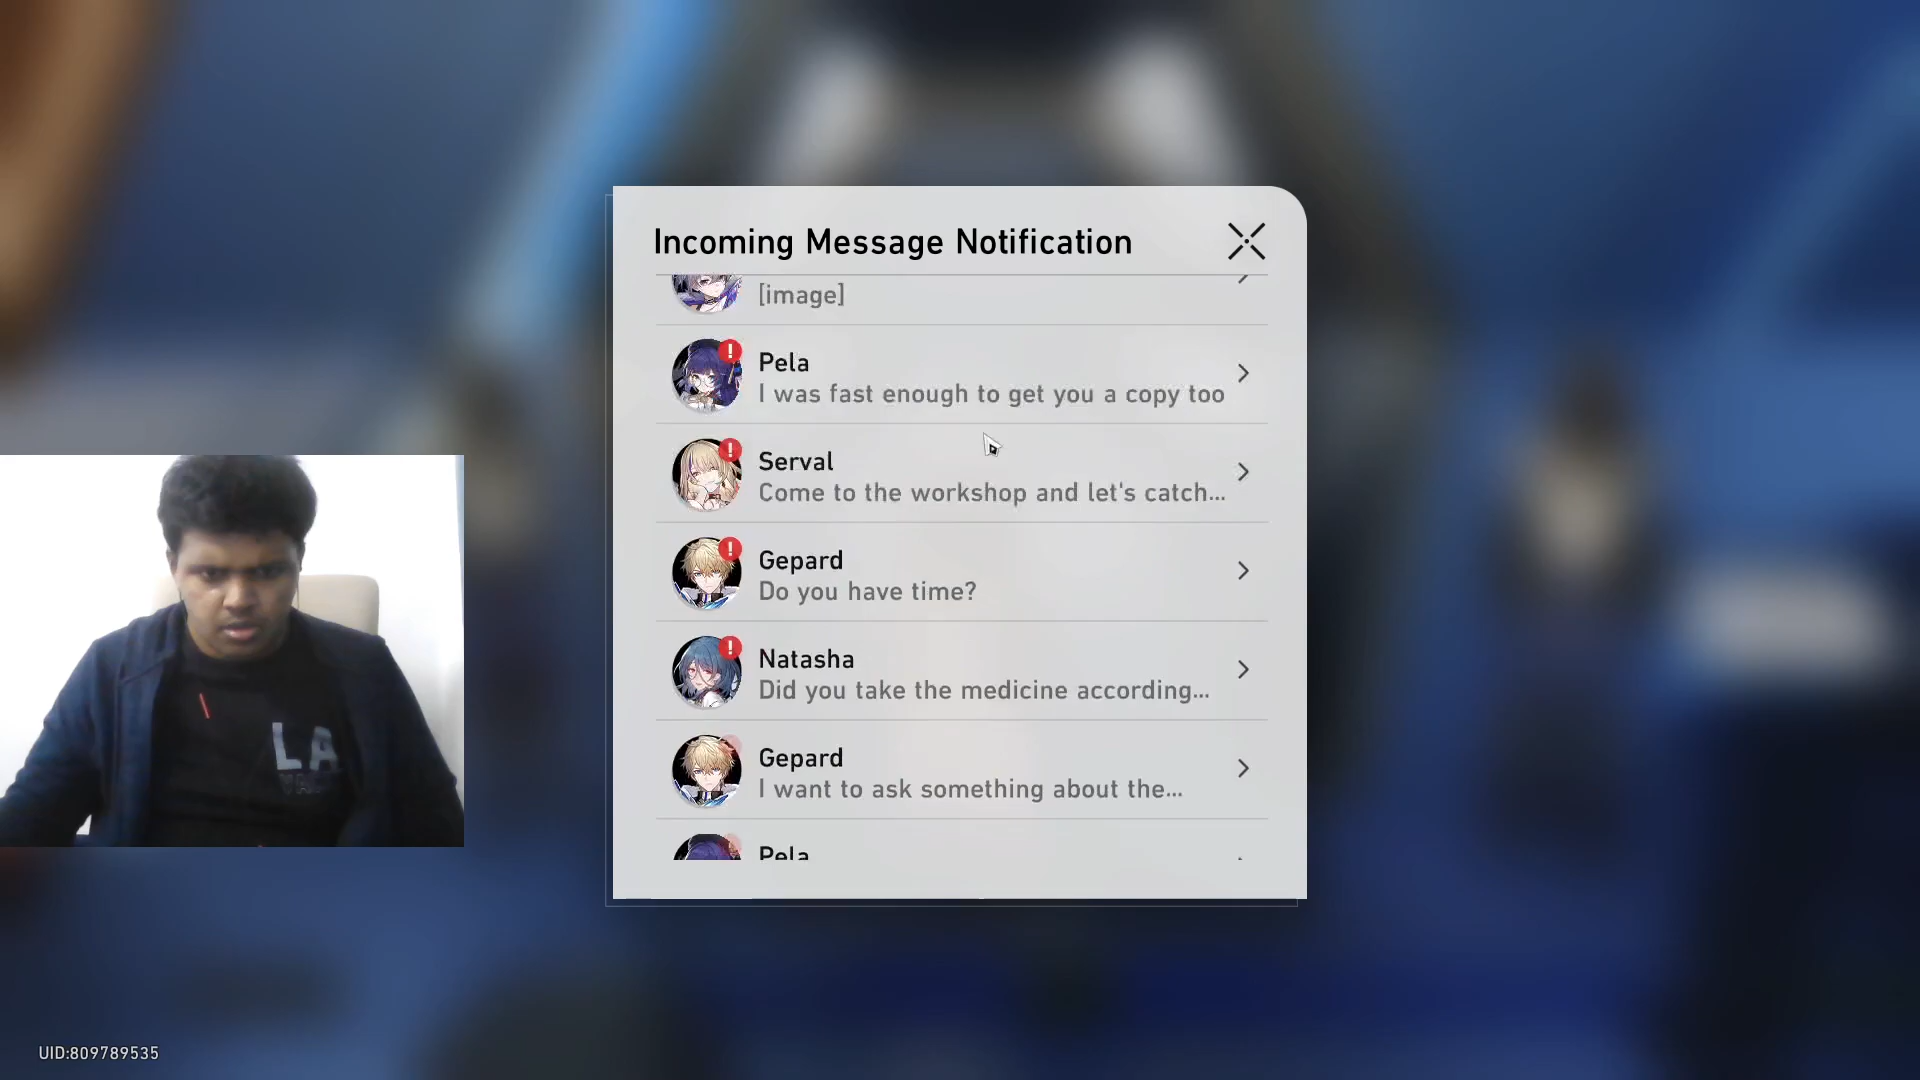 Incoming Message Notification
[image]
Pela
I was fast enough to get you a copy too
Serval
Come to the workshop and let's catch...
Gepard
Do you have time?
Natasha
Did you take the medicine according...
Gepard
I want to ask something about the...
Pela
LA
UID:809789535